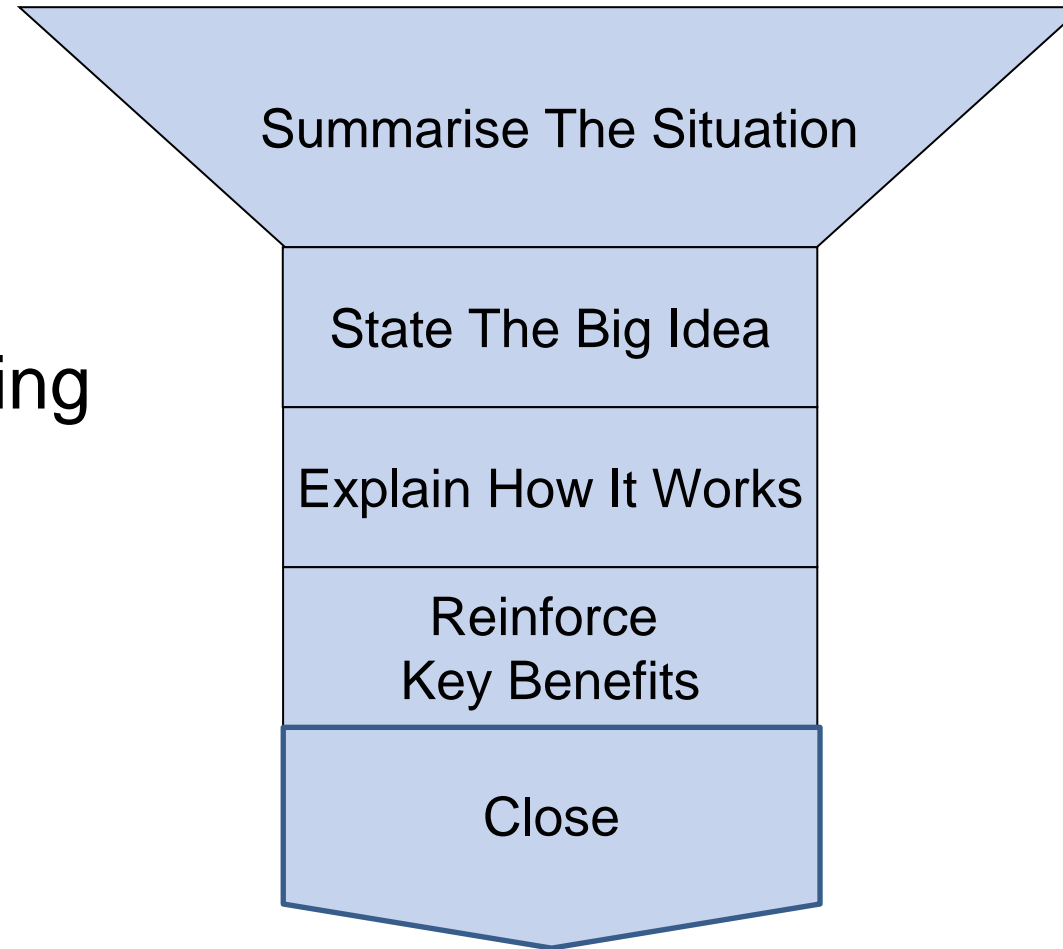 Summarise The Situation
State The Big Idea
ing
Explain How It Works
Reinforce
Key Benefits
Close